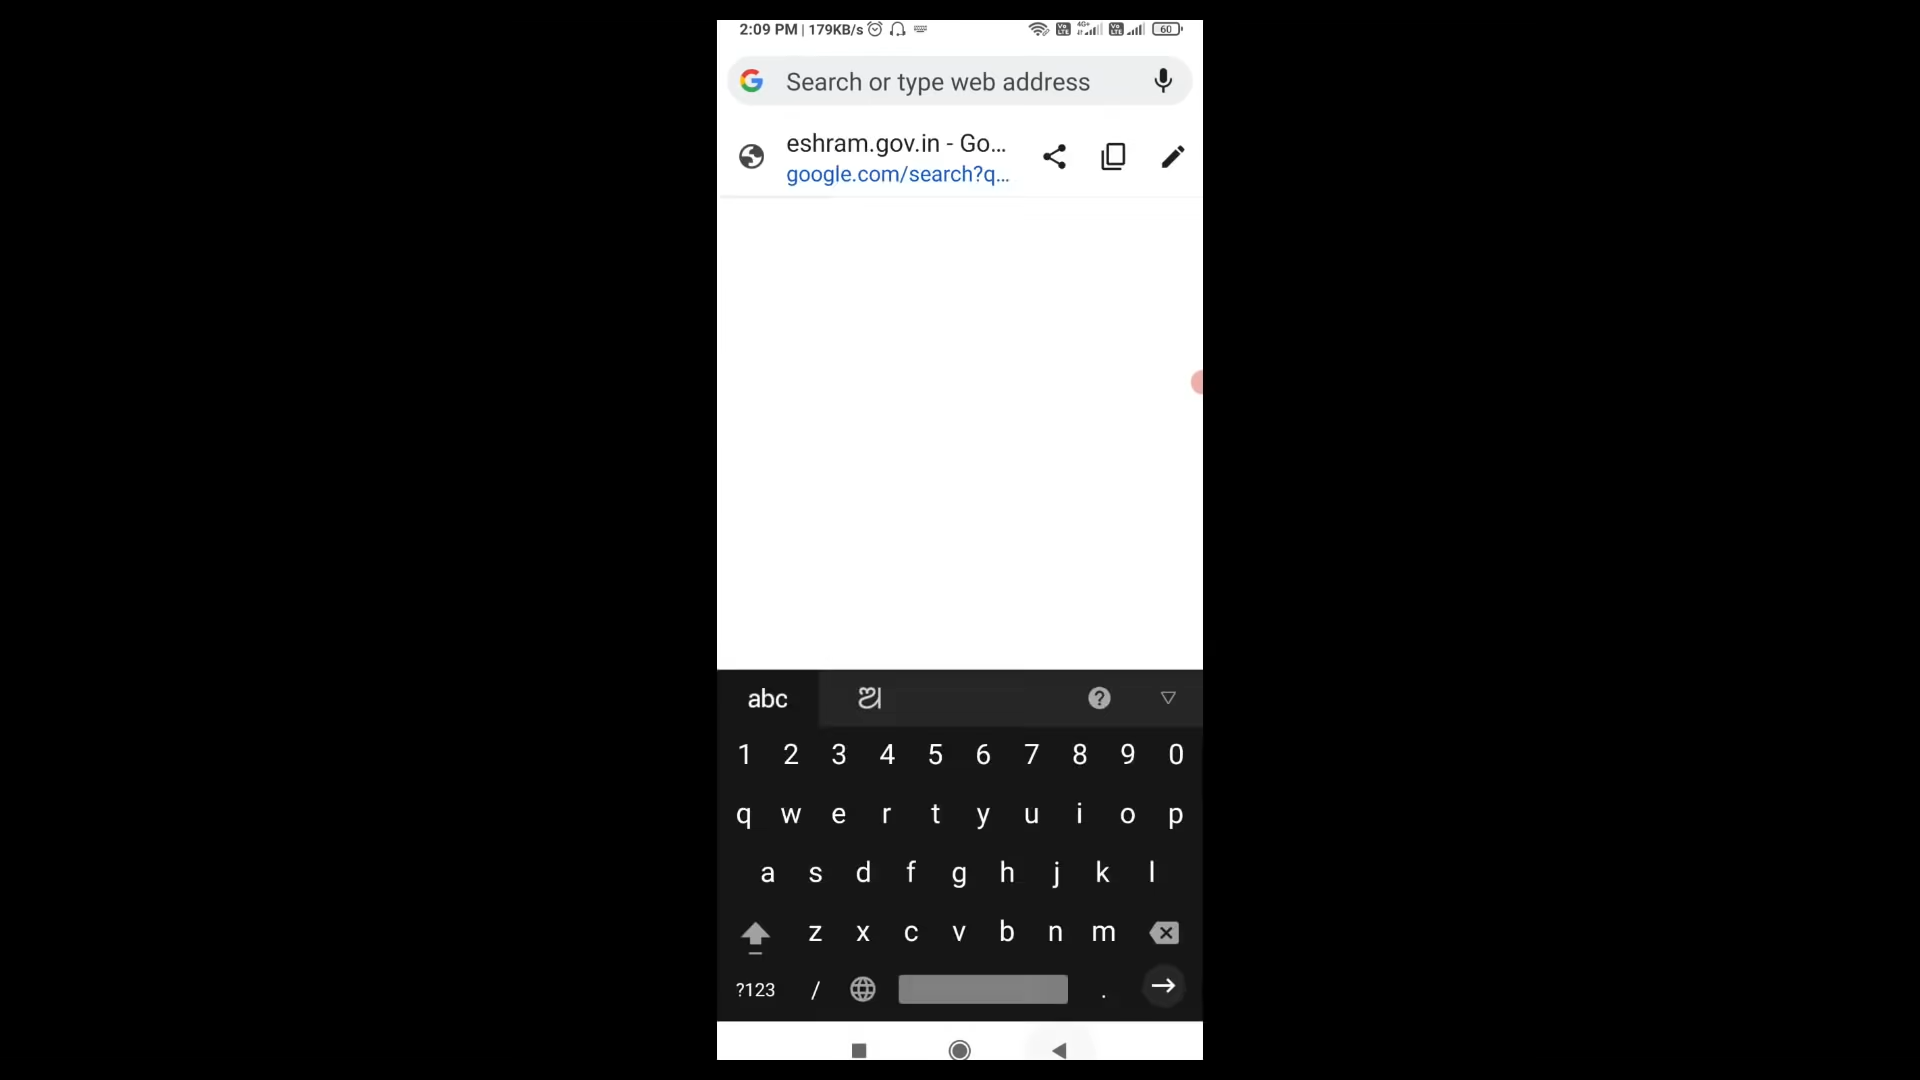 2:09 PM | 179KB/s 60
Search or type web address
eshram.gov.in - Go...
google.com/search?q...
abc ଅ
1 2 3 4 5 6 7 8 9 0
q w e r t y u i o p
a s d f g h j k l
z x c v b n m
?123 / .